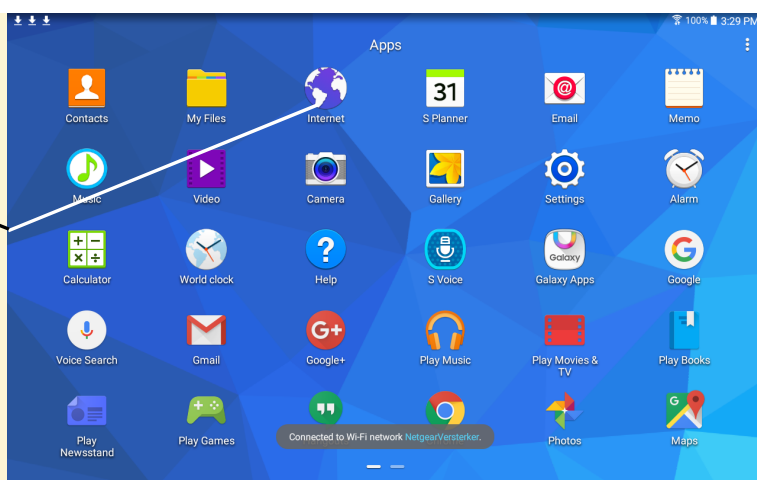 100% 3:29 PM
Apps
31
@
Contacts
My Files
Internet
S Planner
Email
Memo
Music
Video
Camera
Gallery
Settings
Alarm
+ −
× ÷
?
Galaxy
G
Calculator
World clock
Help
S Voice
Galaxy Apps
Google
G+
Voice Search
Gmail
Google+
Play Music
Play Movies & TV
Play Books
G
Play Newsstand
Play Games
Connected to Wi-Fi network NetgearVersterker.
Photos
Maps